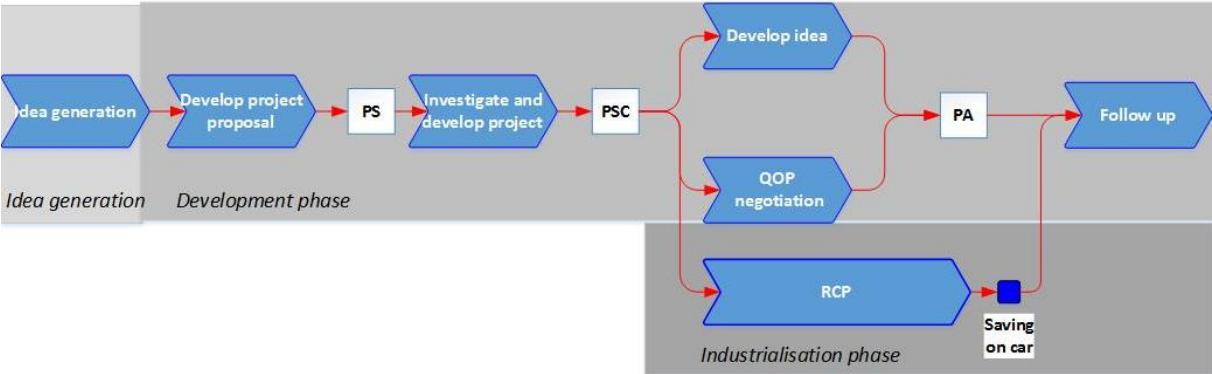 Idea generation
Develop project
proposal
PS
Investigate and
develop project
PSC
Develop idea
QOP
negotiation
PA
Follow up
Idea generation
Development phase
RCP
Saving
on car
Industrialisation phase